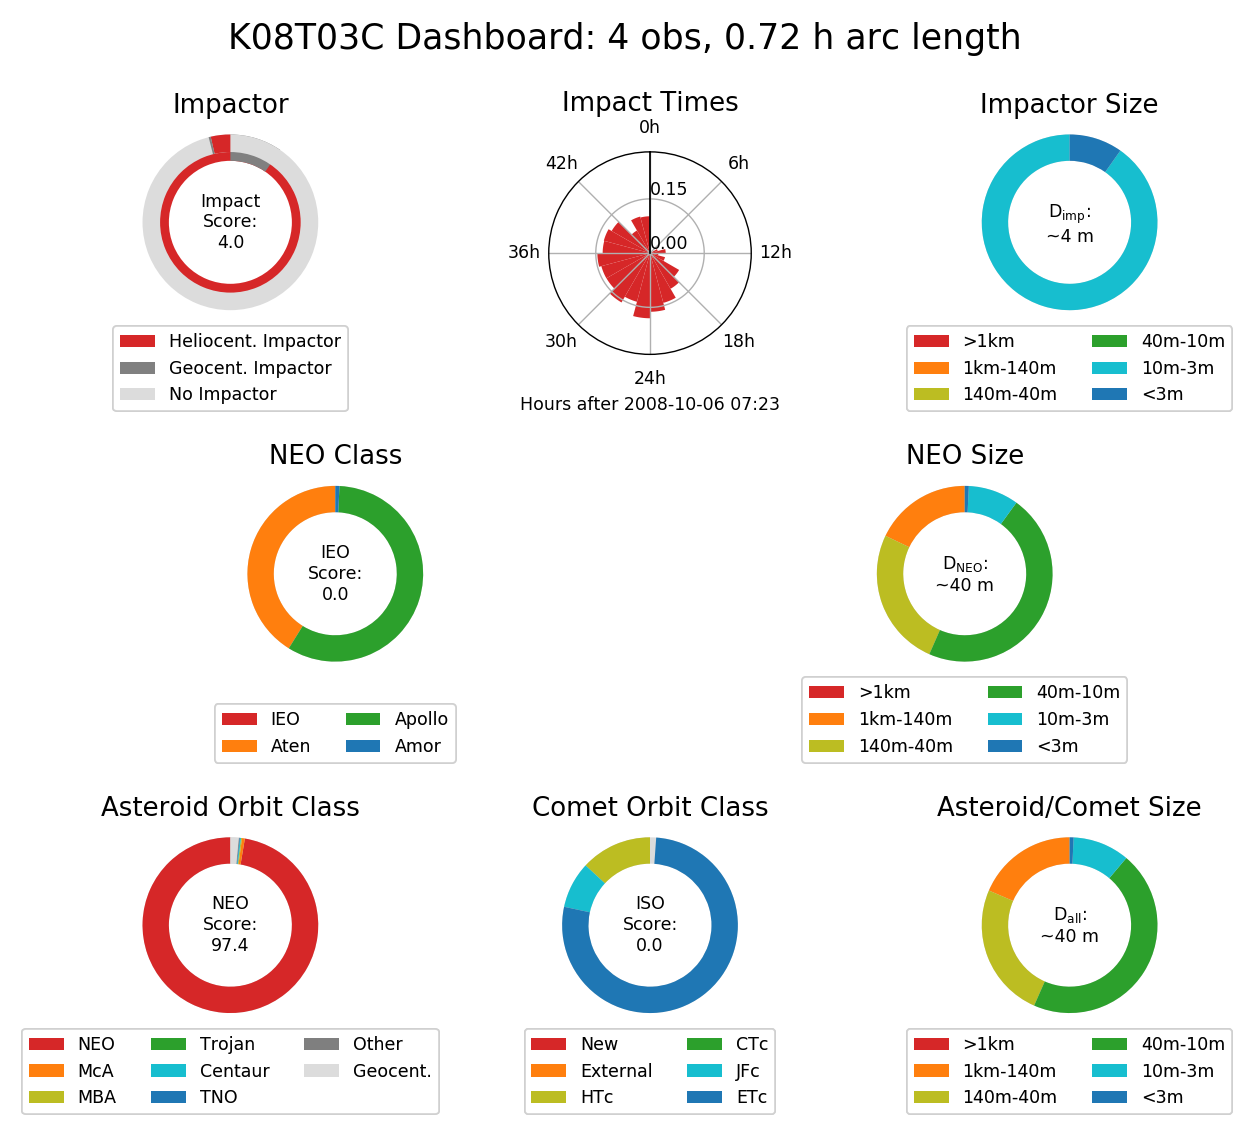 K08T03C Dashboard: 4 obs, 0.72 h arc length
Impactor
Impact
Score:
4.0
Heliocent. Impactor
Geocent. Impactor
No Impactor
Impact Times
0h
6h
12h
18h
24h
30h
36h
42h
0.15
0.00
Hours after 2008-10-06 07:23
Impactor Size
Dimp:
~4 m
>1km
1km-140m
140m-40m
40m-10m
10m-3m
<3m
NEO Class
IEO
Score:
0.0
IEO
Aten
Apollo
Amor
NEO Size
DNEO:
~40 m
>1km
1km-140m
140m-40m
40m-10m
10m-3m
<3m
Asteroid Orbit Class
NEO
Score:
97.4
NEO
McA
MBA
Trojan
Centaur
TNO
Other
Geocent.
Comet Orbit Class
ISO
Score:
0.0
New
External
HTc
CTc
JFc
ETc
Asteroid/Comet Size
Dall:
~40 m
>1km
1km-140m
140m-40m
40m-10m
10m-3m
<3m